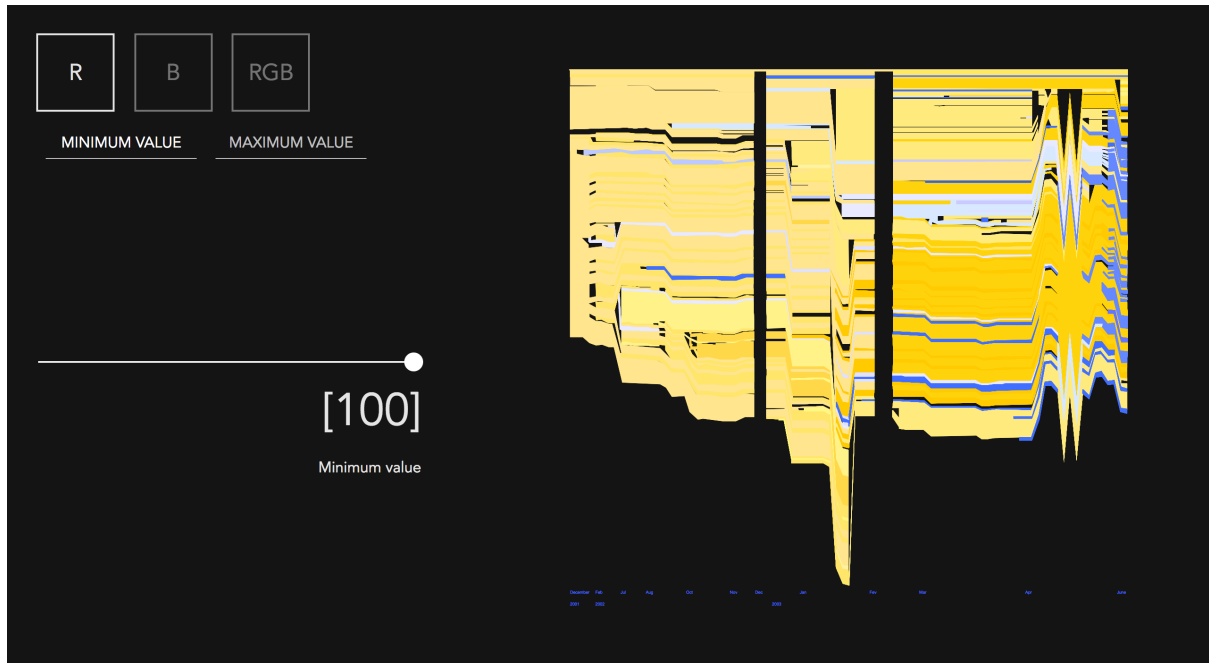 R B RGB
MINIMUM VALUE MAXIMUM VALUE
[100]
Minimum value
December Feb Jul Aug Oct Nov Dec Jan Fev Mar Apr June
2001 2002 2003